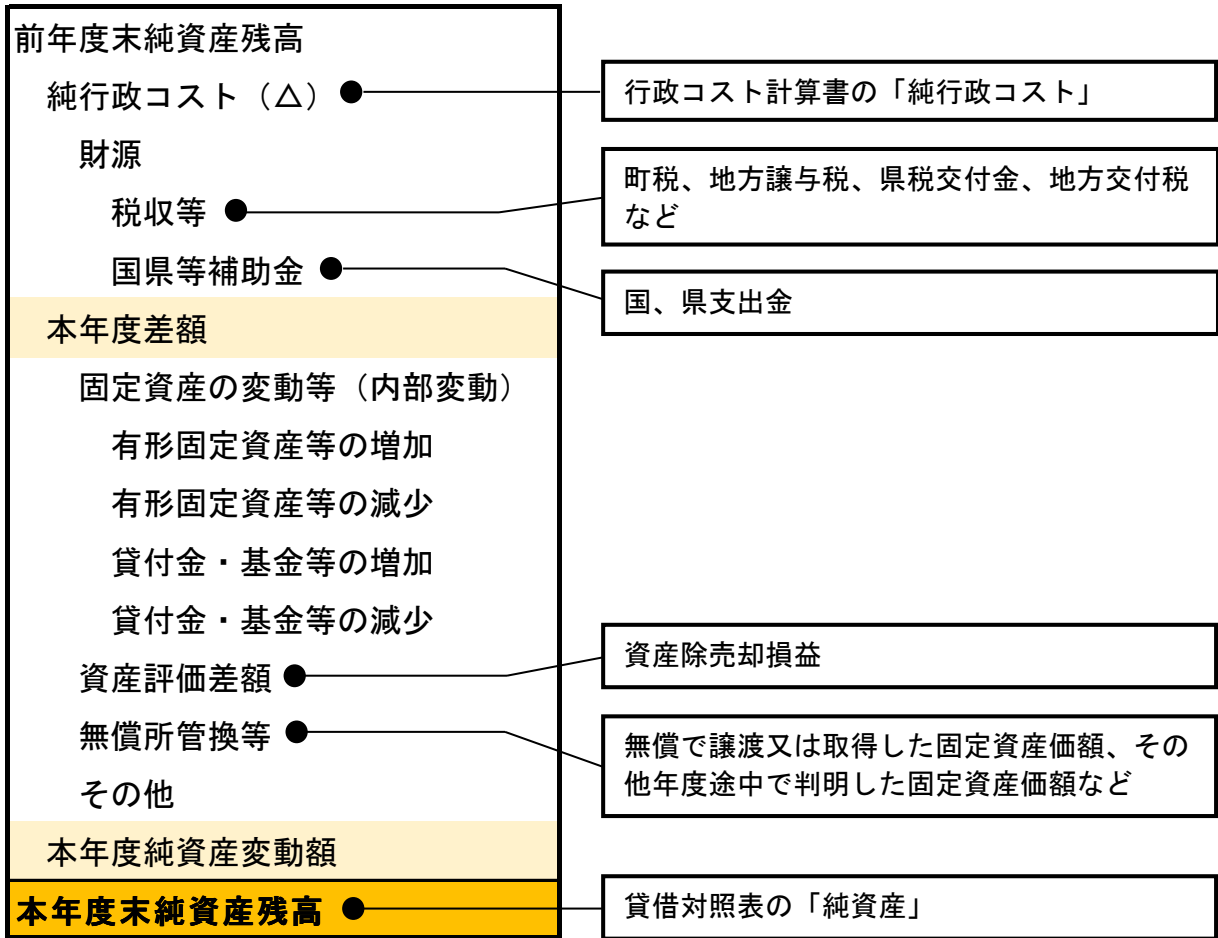 前年度末純資産残高
純行政コスト（△）
行政コスト計算書の「純行政コスト」
財源
税収等
町税、地方譲与税、県税交付金、地方交付税
など
国県等補助金
国、県支出金
本年度差額
固定資産の変動等（内部変動）
有形固定資産等の増加
有形固定資産等の減少
貸付金・基金等の増加
貸付金・基金等の減少
資産評価差額
資産除売却損益
無償所管換等
無償で譲渡又は取得した固定資産価額、その
他年度途中で判明した固定資産価額など
その他
本年度純資産変動額
本年度末純資産残高
貸借対照表の「純資産」